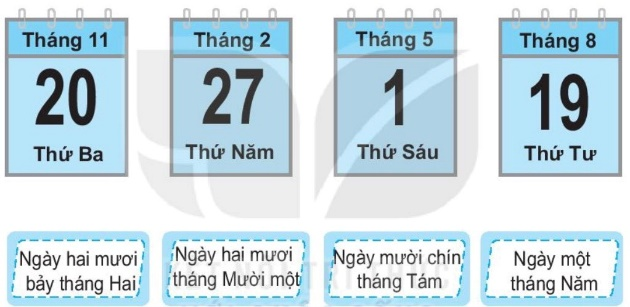 Tháng 11
20
Thứ Ba
Tháng 2
27
Thứ Năm
Tháng 5
1
Thứ Sáu
Tháng 8
19
Thứ Tư
Ngày hai mươi
bảy tháng Hai
Ngày hai mươi
tháng Mười một
Ngày mười chín
tháng Tám
Ngày một
tháng Năm